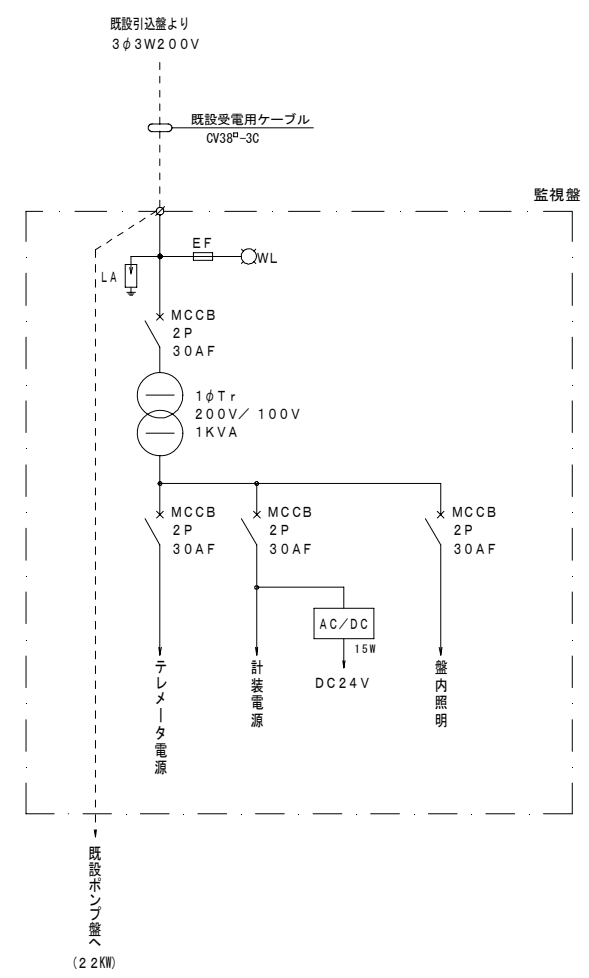 既設引込盤より
3φ3W200V
既設受電用ケーブル
CV38□-3C
監視盤
EF
WL
LA
MCCB
2P
30AF
1φTr
200V/100V
1KVA
MCCB
2P
30AF
MCCB
2P
30AF
MCCB
2P
30AF
AC/DC
15W
DC24V
テレメータ電源
計装電源
盤内照明
既設ポンプ盤へ
(22KW)